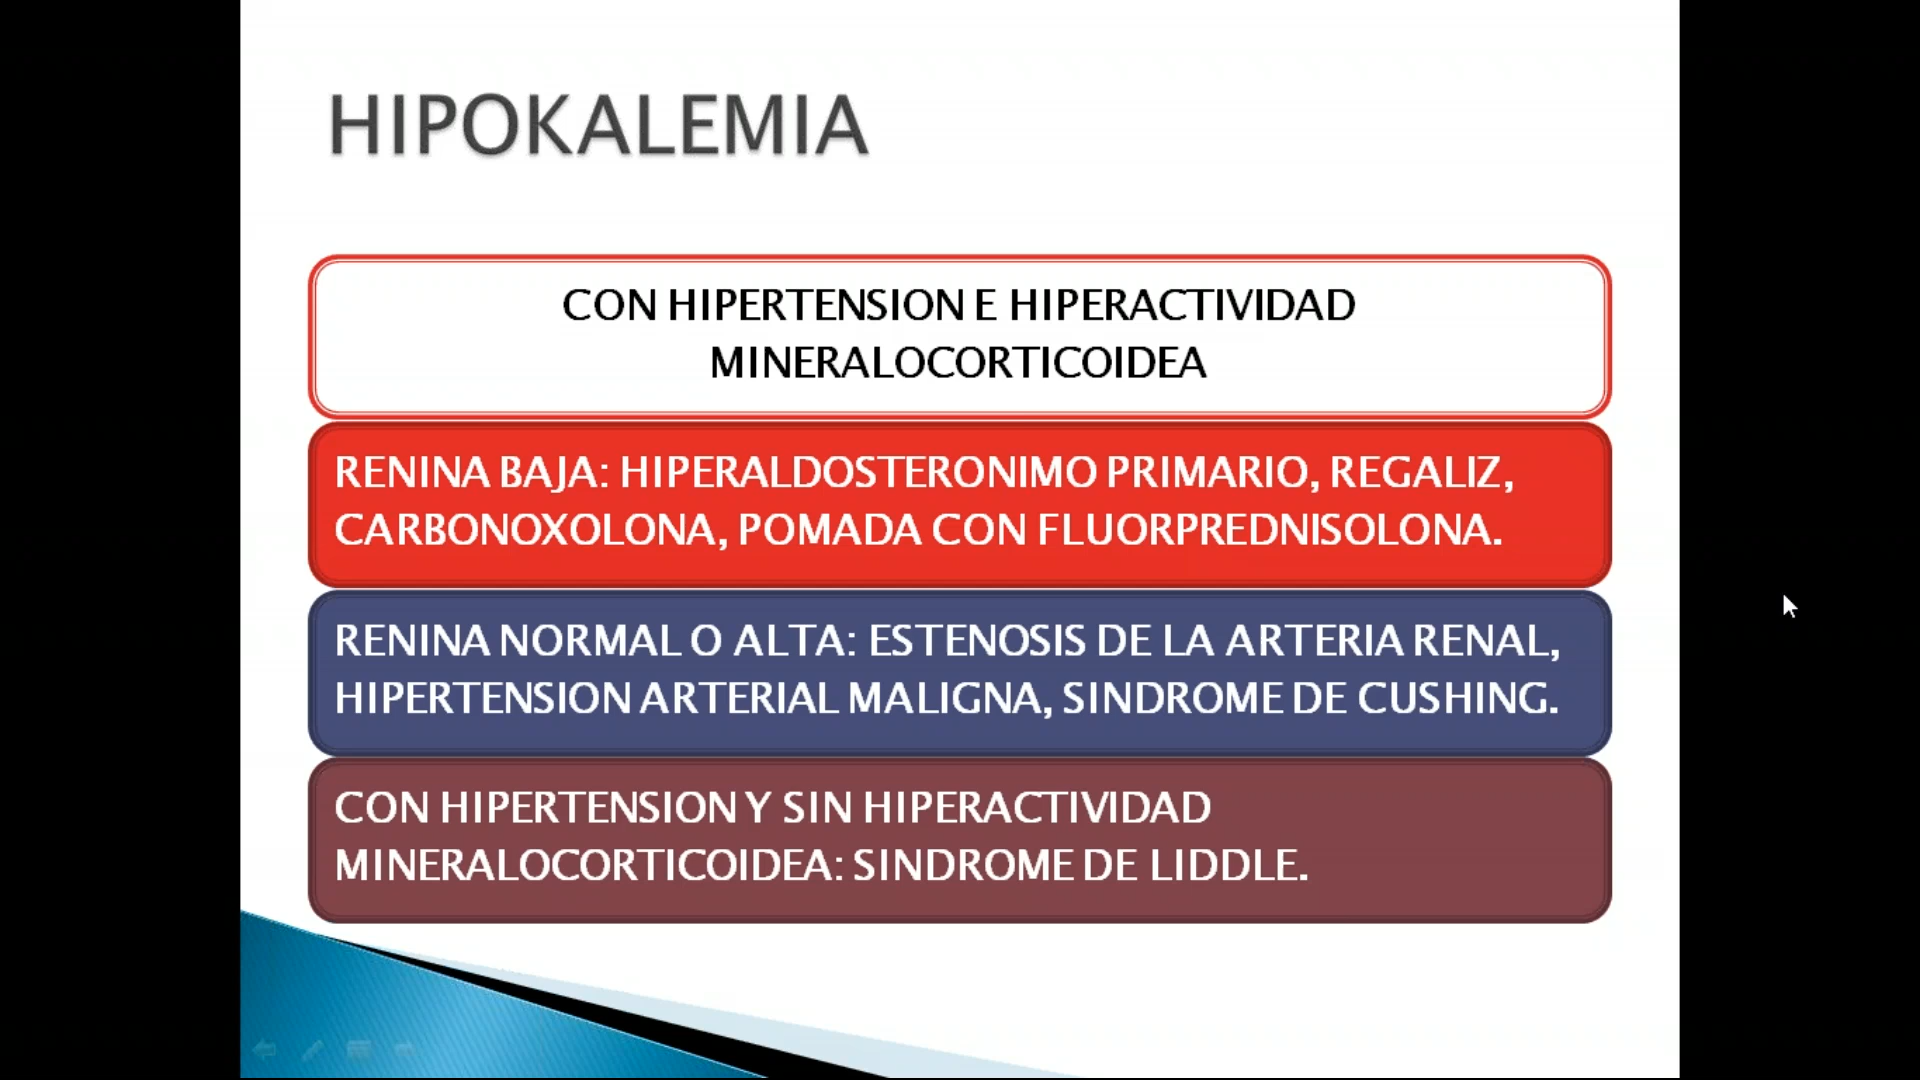 HIPOKALEMIA
CON HIPERTENSION E HIPERACTIVIDAD
MINERALOCORTICOIDEA
RENINA BAJA: HIPERALDOSTERONIMO PRIMARIO, REGALIZ,
CARBONOXOLONA, POMADA CON FLUORPREDNISOLONA.
RENINA NORMAL O ALTA: ESTENOSIS DE LA ARTERIA RENAL,
HIPERTENSION ARTERIAL MALIGNA, SINDROME DE CUSHING.
CON HIPERTENSION Y SIN HIPERACTIVIDAD
MINERALOCORTICOIDEA: SINDROME DE LIDDLE.